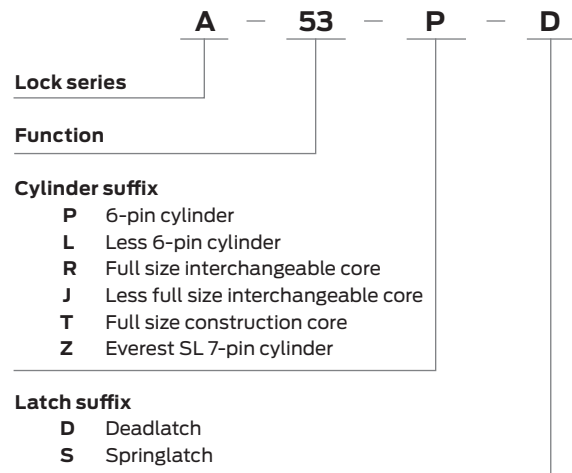 A – 53 – P – D
Lock series
Function
Cylinder suffix
P 6-pin cylinder
L Less 6-pin cylinder
R Full size interchangeable core
J Less full size interchangeable core
T Full size construction core
Z Everest SL 7-pin cylinder
Latch suffix
D Deadlatch
S Springlatch